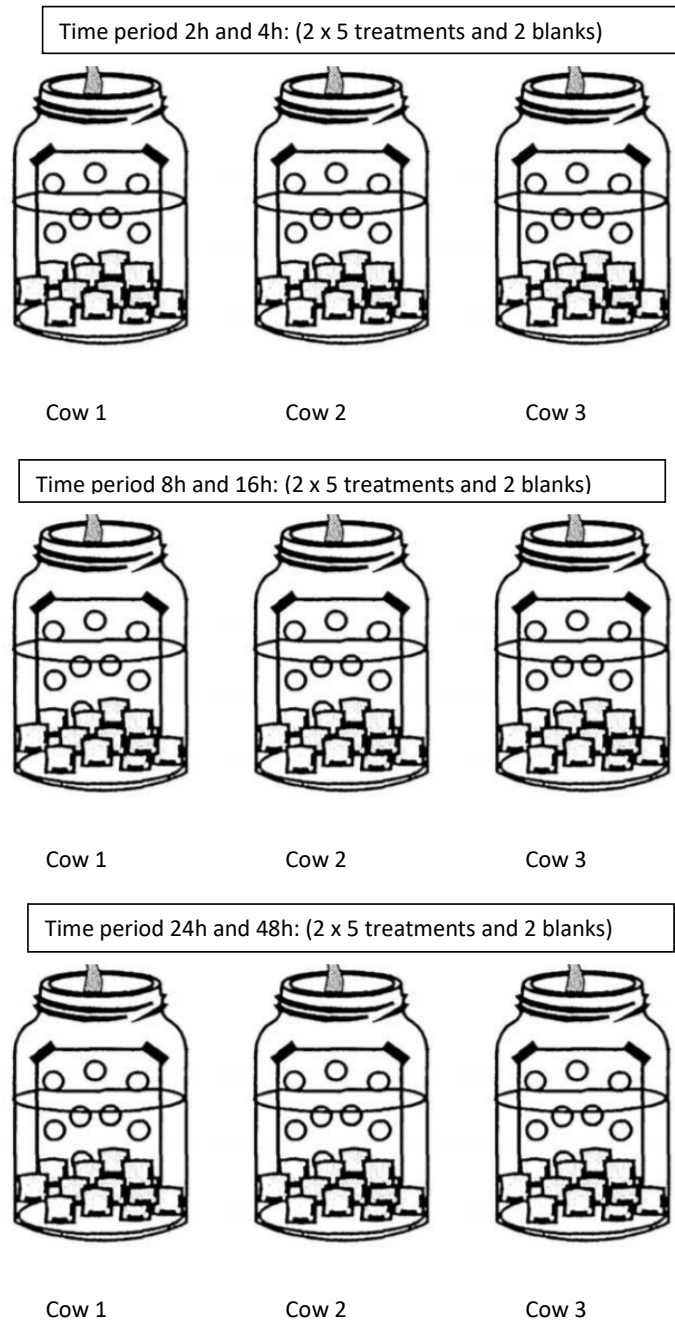 Time period 2h and 4h: (2 x 5 treatments and 2 blanks)
Cow 1 Cow 2 Cow 3
Time period 8h and 16h: (2 x 5 treatments and 2 blanks)
Cow 1 Cow 2 Cow 3
Time period 24h and 48h: (2 x 5 treatments and 2 blanks)
Cow 1 Cow 2 Cow 3